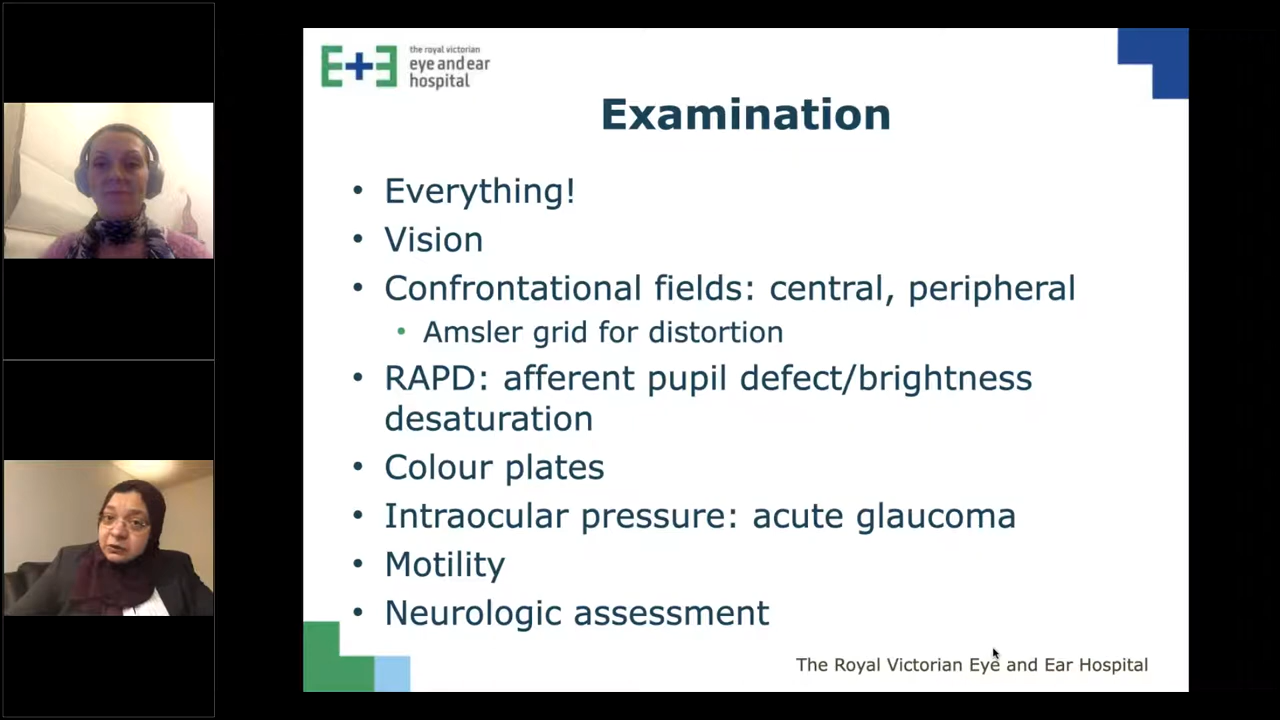 E+E
the royal victorian
eye and ear
hospital
Examination
• Everything!
• Vision
• Confrontational fields: central, peripheral
• Amsler grid for distortion
• RAPD: afferent pupil defect/brightness
desaturation
• Colour plates
• Intraocular pressure: acute glaucoma
• Motility
• Neurologic assessment
The Royal Victorian Eye and Ear Hospital